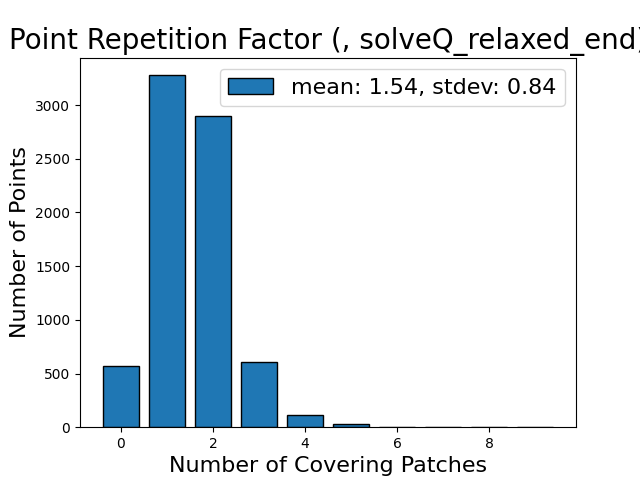 Point Repetition Factor (, solveQ_relaxed_end)
mean: 1.54, stdev: 0.84
Number of Points
3000
2500
2000
1500
1000
500
0
0 2 4 6 8
Number of Covering Patches